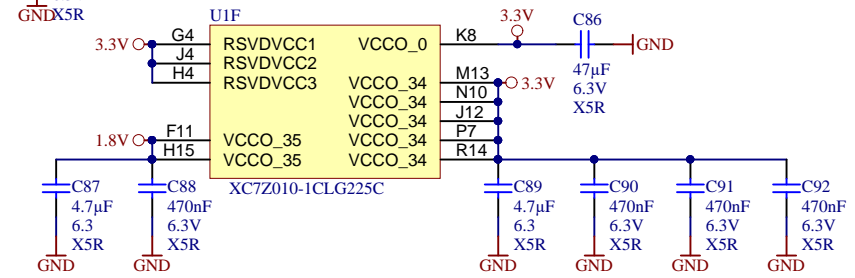 GND
X5R
U1F
3.3V
G4
RSVDVCC1
J4
RSVDVCC2
H4
RSVDVCC3
1.8V
F11
VCCO_35
H15
VCCO_35
VCCO_0
K8
VCCO_34
M13
VCCO_34
N10
VCCO_34
J12
VCCO_34
P7
VCCO_34
R14
XC7Z010-1CLG225C
3.3V
C86
GND
47µF
6.3V
X5R
3.3V
C87
4.7µF
6.3
X5R
GND
C88
470nF
6.3V
X5R
GND
C89
4.7µF
6.3
X5R
GND
C90
470nF
6.3V
X5R
GND
C91
470nF
6.3V
X5R
GND
C92
470nF
6.3V
X5R
GND